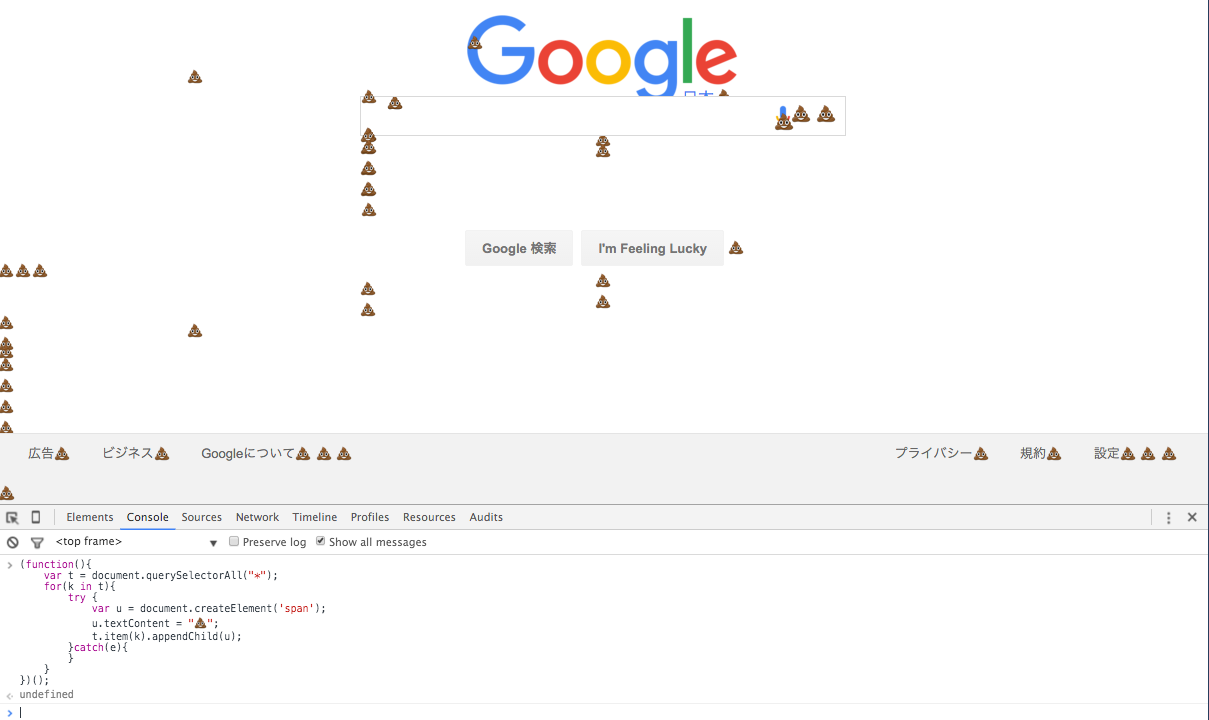 Google
日本💩
Google 検索
I'm Feeling Lucky 💩
広告💩 ビジネス💩 Googleについて💩 💩 💩 プライバシー💩 規約💩 設定💩 💩 💩
Elements Console Sources Network Timeline Profiles Resources Audits
<top frame> ▼ Preserve log Show all messages
(function(){
    var t = document.querySelectorAll("*");
    for(k in t){
        try {
            var u = document.createElement('span');
            u.textContent = "💩";
            t.item(k).appendChild(u);
        }catch(e){
        }
    }
})();
undefined